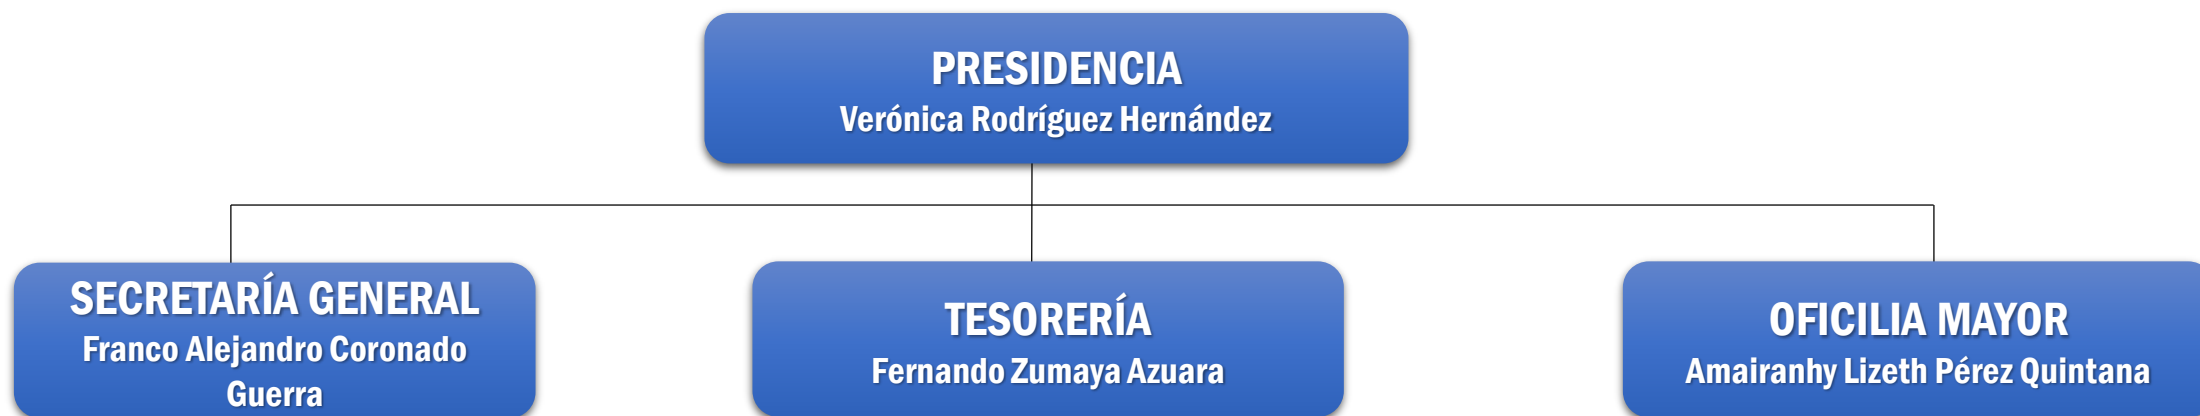 PRESIDENCIA
Verónica Rodríguez Hernández
SECRETARÍA GENERAL
Franco Alejandro Coronado
Guerra
TESORERÍA
Fernando Zumaya Azuara
OFICILIA MAYOR
Amairanhy Lizeth Pérez Quintana